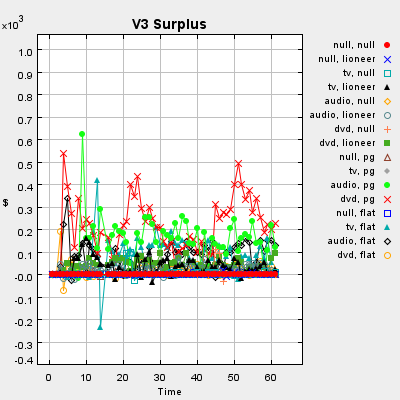 V3 Surplus
x10³
1.0
0.9
0.8
0.7
0.6
0.5
0.4
0.3
$
0.2
0.1
-0.0
-0.1
-0.2
-0.3
-0.4
0 10 20 30 40 50 60
Time
null, null
null, lioneer
tv, null
tv, lioneer
audio, null
audio, lioneer
dvd, null
dvd, lioneer
null, pg
tv, pg
audio, pg
dvd, pg
null, flat
tv, flat
audio, flat
dvd, flat